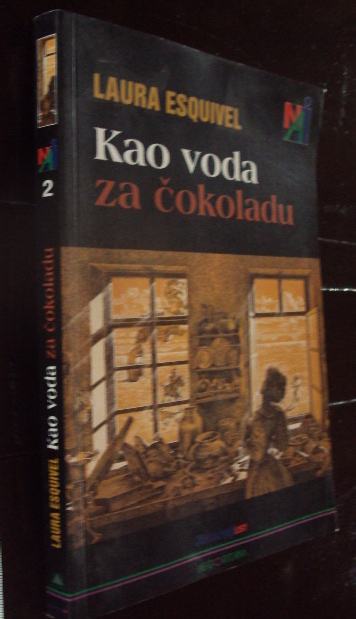 LAURA ESQUIVEL
Kao voda
za čokoladu
2
LAURA ESQUIVEL Kao voda za čokoladu